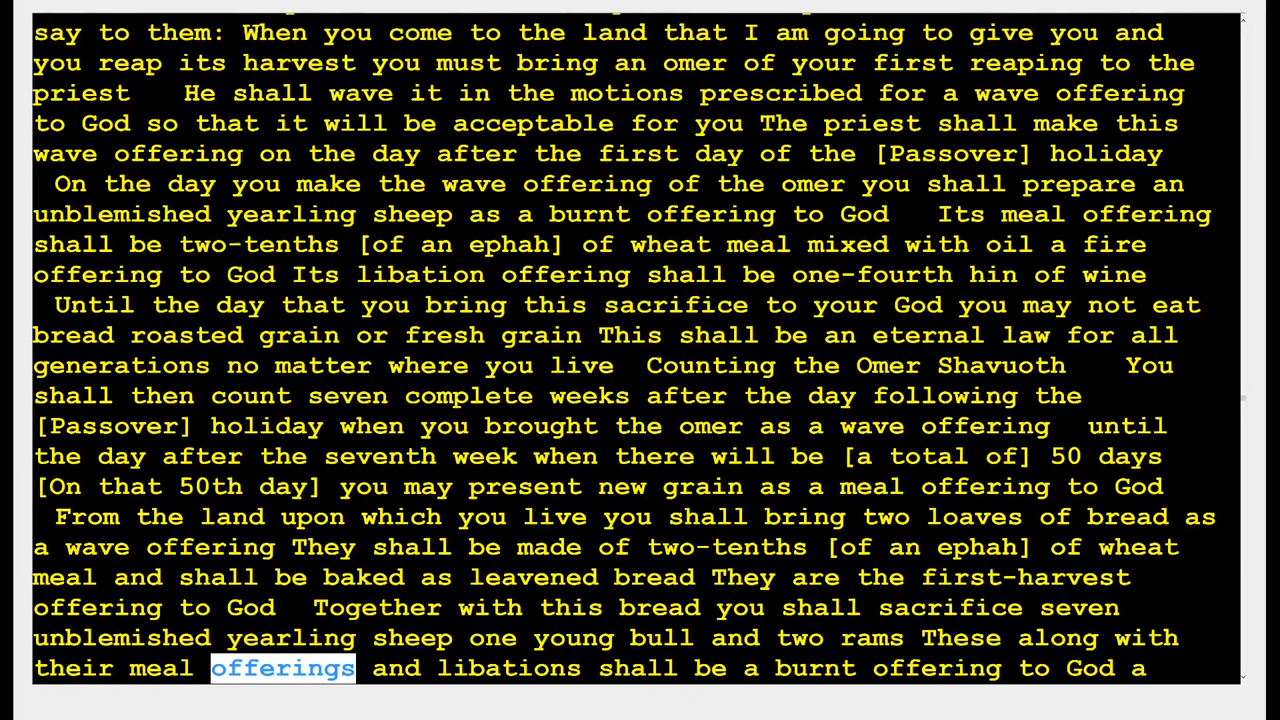 say to them: When you come to the land that I am going to give you and
you reap its harvest you must bring an omer of your first reaping to the
priest He shall wave it in the motions prescribed for a wave offering
to God so that it will be acceptable for you The priest shall make this
wave offering on the day after the first day of the [Passover] holiday
On the day you make the wave offering of the omer you shall prepare an
unblemished yearling sheep as a burnt offering to God Its meal offering
shall be two-tenths [of an ephah] of wheat meal mixed with oil a fire
offering to God Its libation offering shall be one-fourth hin of wine
Until the day that you bring this sacrifice to your God you may not eat
bread roasted grain or fresh grain This shall be an eternal law for all
generations no matter where you live Counting the Omer Shavuoth You
shall then count seven complete weeks after the day following the
[Passover] holiday when you brought the omer as a wave offering until
the day after the seventh week when there will be [a total of] 50 days
[On that 50th day] you may present new grain as a meal offering to God
From the land upon which you live you shall bring two loaves of bread as
a wave offering They shall be made of two-tenths [of an ephah] of wheat
meal and shall be baked as leavened bread They are the first-harvest
offering to God Together with this bread you shall sacrifice seven
unblemished yearling sheep one young bull and two rams These along with
their meal offerings and libations shall be a burnt offering to God a